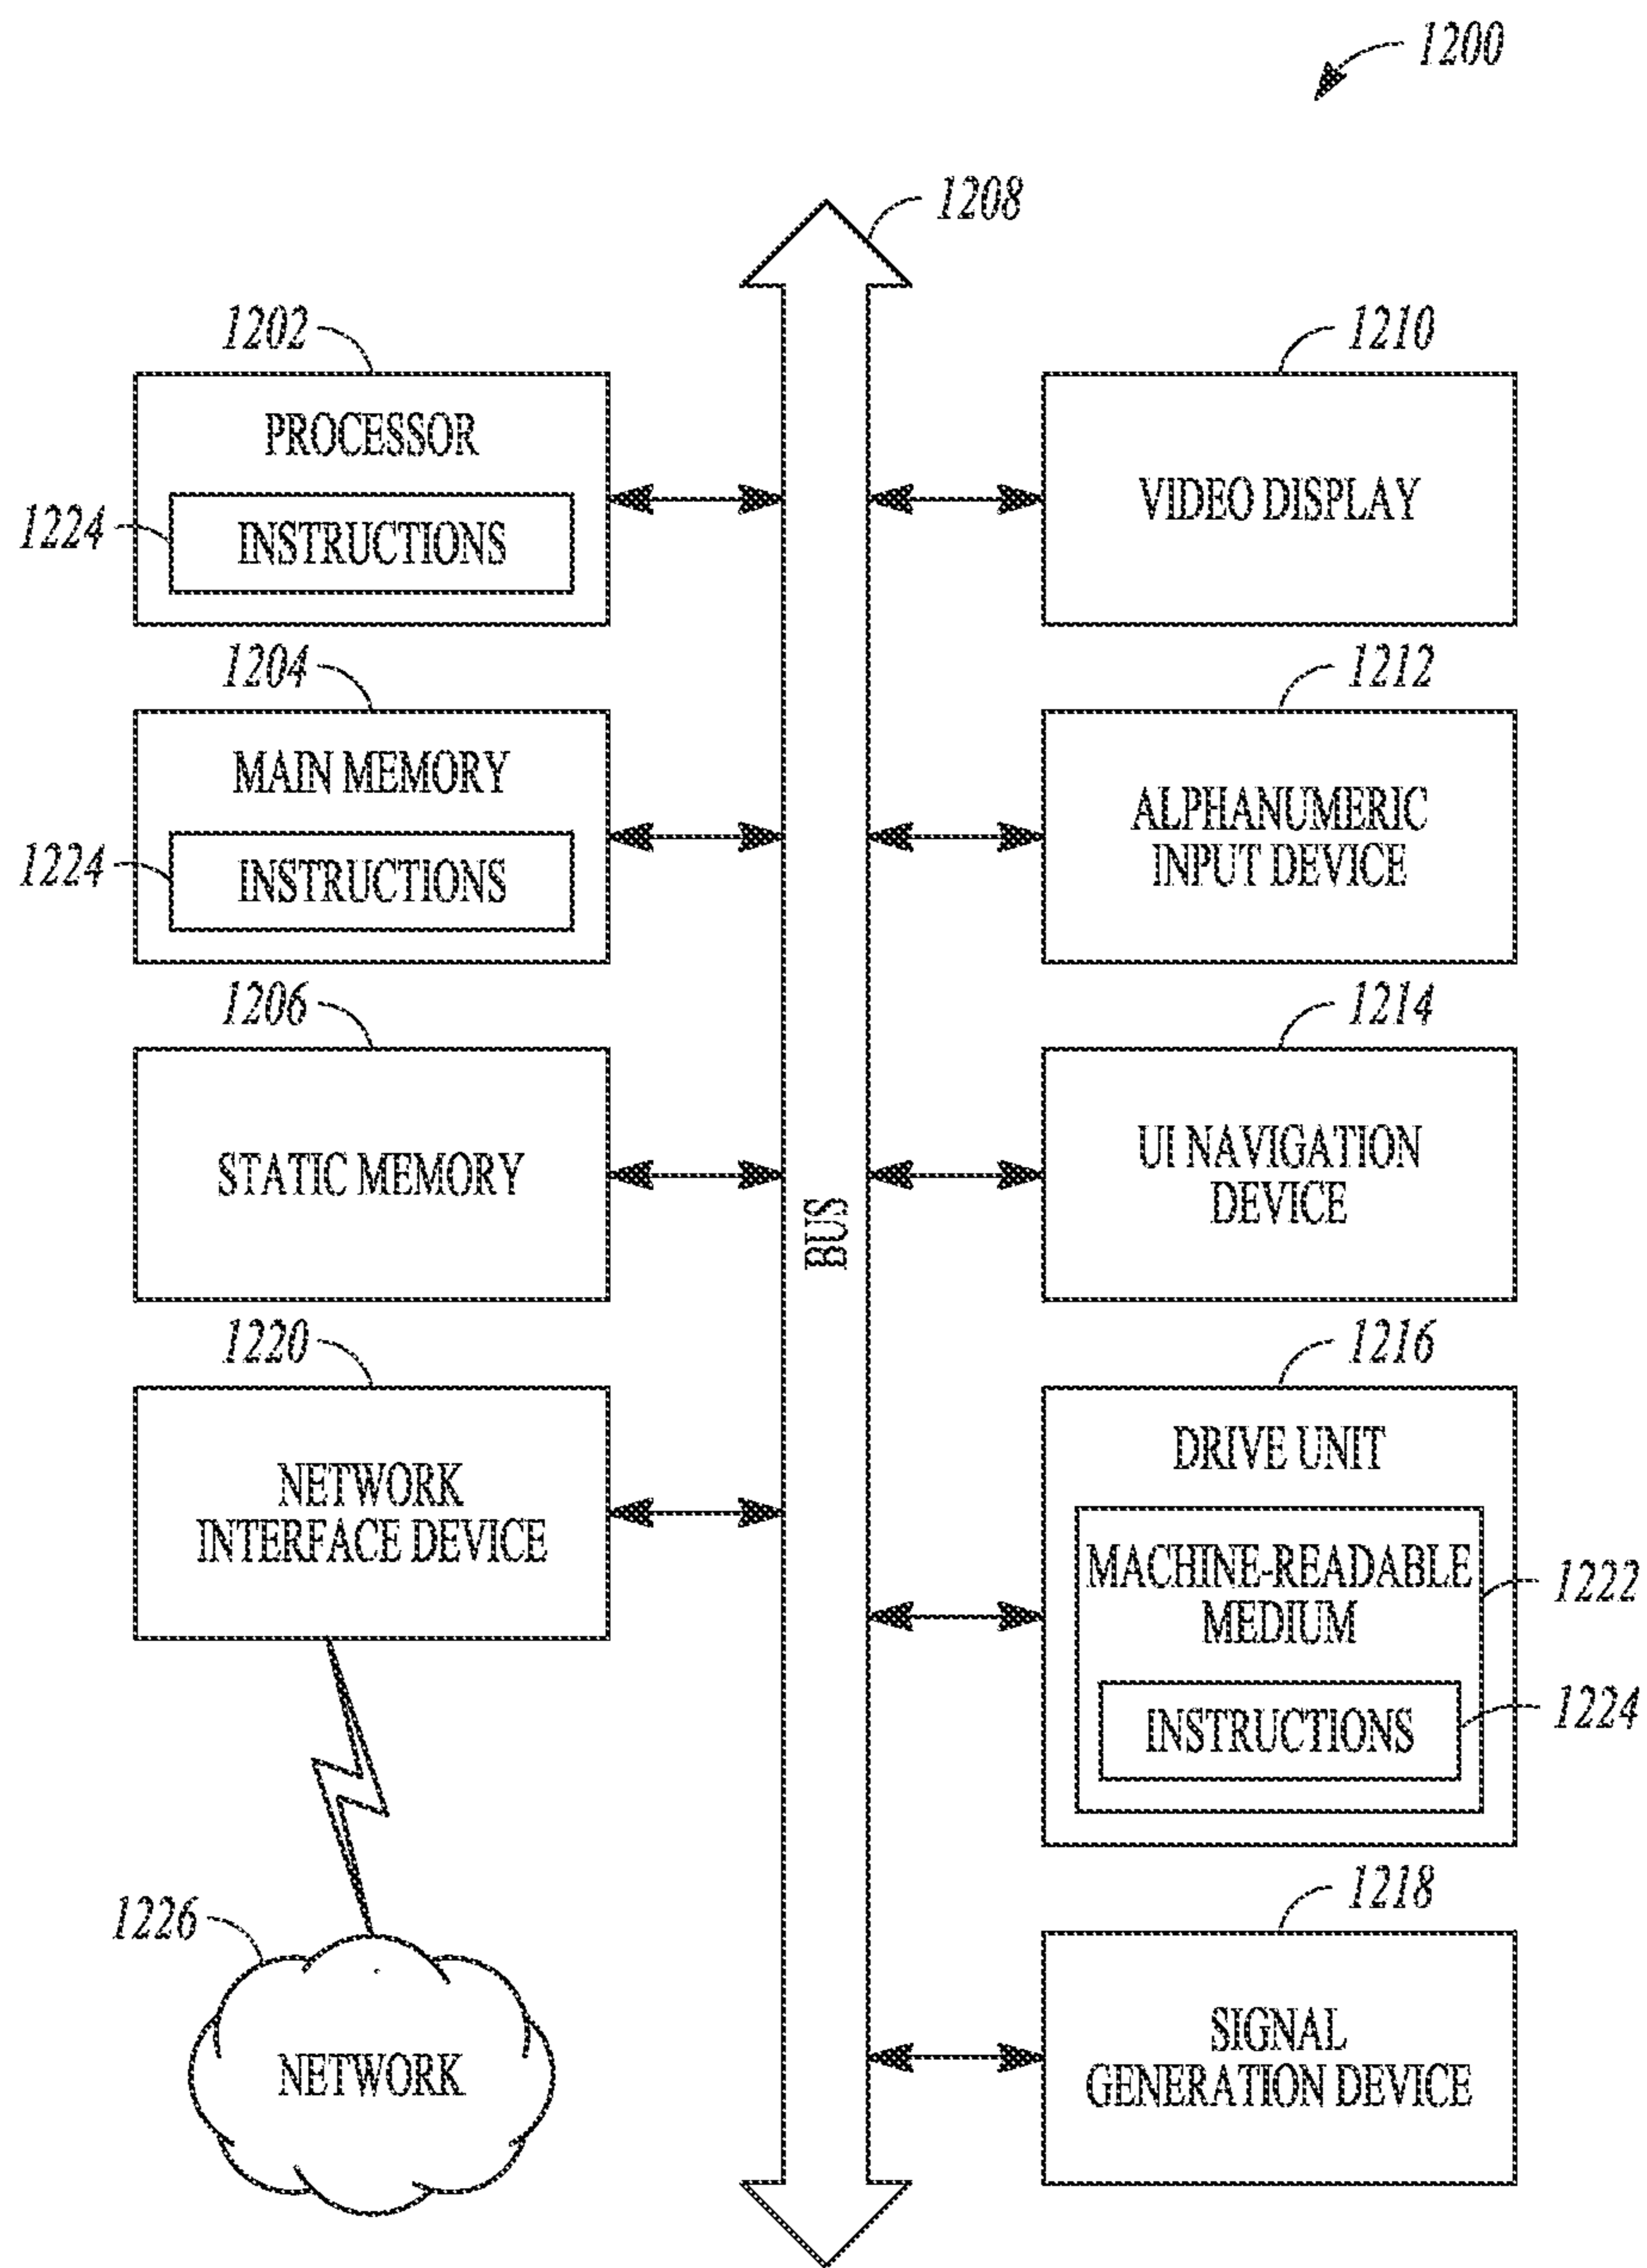 1200
1208
1202
PROCESSOR
1224
INSTRUCTIONS
1204
MAIN MEMORY
1224
INSTRUCTIONS
1206
STATIC MEMORY
1220
NETWORK
INTERFACE DEVICE
1226
NETWORK
BUS
1210
VIDEO DISPLAY
1212
ALPHANUMERIC
INPUT DEVICE
1214
UI NAVIGATION
DEVICE
1216
DRIVE UNIT
MACHINE-READABLE
MEDIUM
1222
INSTRUCTIONS
1224
1218
SIGNAL
GENERATION DEVICE